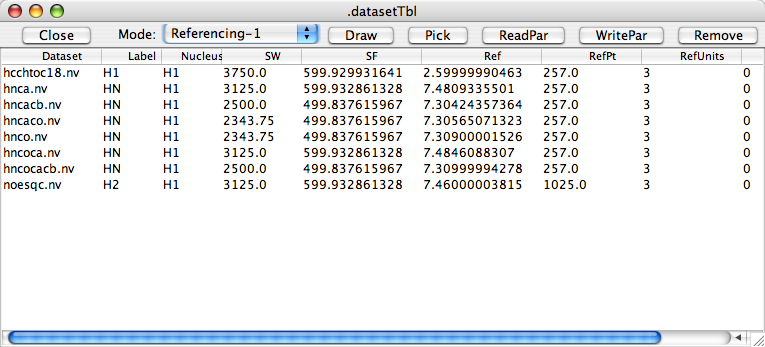 .datasetTbl
Close Mode: Referencing-1 Draw Pick ReadPar WritePar Remove
Dataset Label Nucleus SW SF Ref RefPt RefUnits
hcchtoc18.nv H1 H1 3750.0 599.929931641 2.59999990463 257.0 3 0
hnca.nv HN H1 3125.0 599.932861328 7.4809335501 257.0 3 0
hncacb.nv HN H1 2500.0 499.837615967 7.30424357364 257.0 3 0
hncaco.nv HN H1 2343.75 499.837615967 7.30565071323 257.0 3 0
hnco.nv HN H1 2343.75 499.837615967 7.30900001526 257.0 3 0
hncoca.nv HN H1 3125.0 599.932861328 7.4846088307 257.0 3 0
hncocacb.nv HN H1 2500.0 499.837615967 7.30999994278 257.0 3 0
noesqc.nv H2 H1 3125.0 599.932861328 7.46000003815 1025.0 3 0